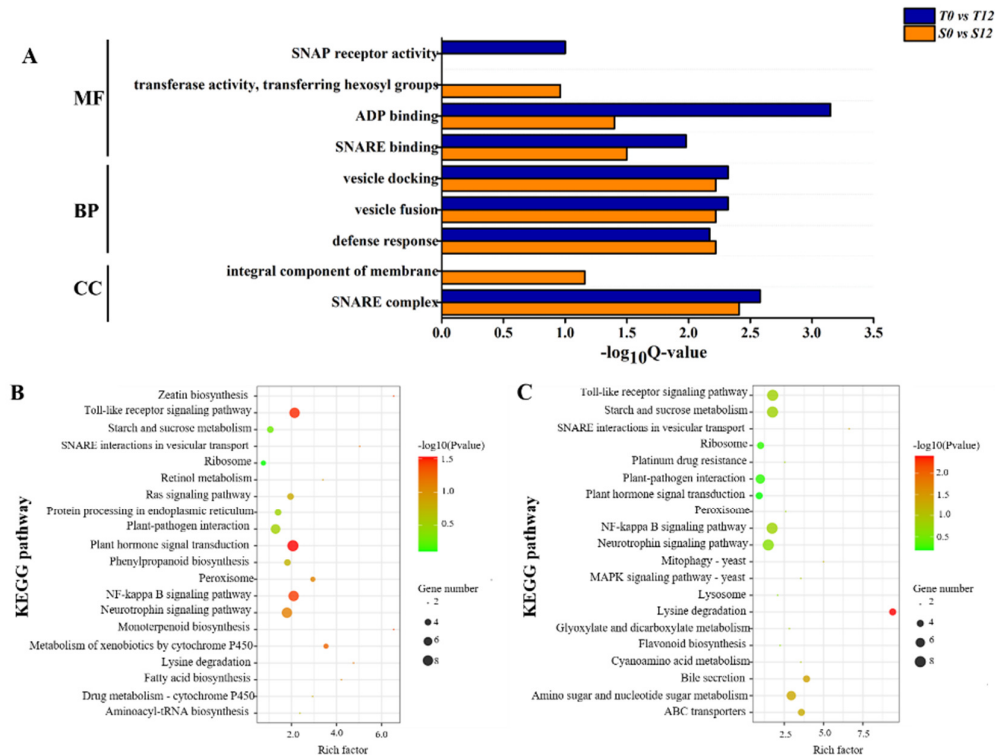 T0 vs T12
S0 vs S12
A
MF
SNAP receptor activity
transferase activity, transferring hexosyl groups
ADP binding
SNARE binding
BP
vesicle docking
vesicle fusion
defense response
CC
integral component of membrane
SNARE complex
0.0 0.5 1.0 1.5 2.0 2.5 3.0 3.5
-log10Q-value
B
KEGG pathway
Zeatin biosynthesis
Toll-like receptor signaling pathway
Starch and sucrose metabolism
SNARE interactions in vesicular transport
Ribosome
Retinol metabolism
Ras signaling pathway
Protein processing in endoplasmic reticulum
Plant-pathogen interaction
Plant hormone signal transduction
Phenylpropanoid biosynthesis
Peroxisome
NF-kappa B signaling pathway
Neurotrophin signaling pathway
Monoterpenoid biosynthesis
Metabolism of xenobiotics by cytochrome P450
Lysine degradation
Fatty acid biosynthesis
Drug metabolism - cytochrome P450
Aminoacyl-tRNA biosynthesis
2.0 4.0 6.0
Rich factor
-log10(Pvalue)
1.5
1.0
0.5
Gene number
2
4
6
8
C
KEGG pathway
Toll-like receptor signaling pathway
Starch and sucrose metabolism
SNARE interactions in vesicular transport
Ribosome
Platinum drug resistance
Plant-pathogen interaction
Plant hormone signal transduction
Peroxisome
NF-kappa B signaling pathway
Neurotrophin signaling pathway
Mitophagy - yeast
MAPK signaling pathway - yeast
Lysosome
Lysine degradation
Glyoxylate and dicarboxylate metabolism
Flavonoid biosynthesis
Cyanoamino acid metabolism
Bile secretion
Amino sugar and nucleotide sugar metabolism
ABC transporters
2.5 5.0 7.5
Rich factor
-log10(Pvalue)
2.0
1.5
1.0
0.5
Gene number
2
4
6
8